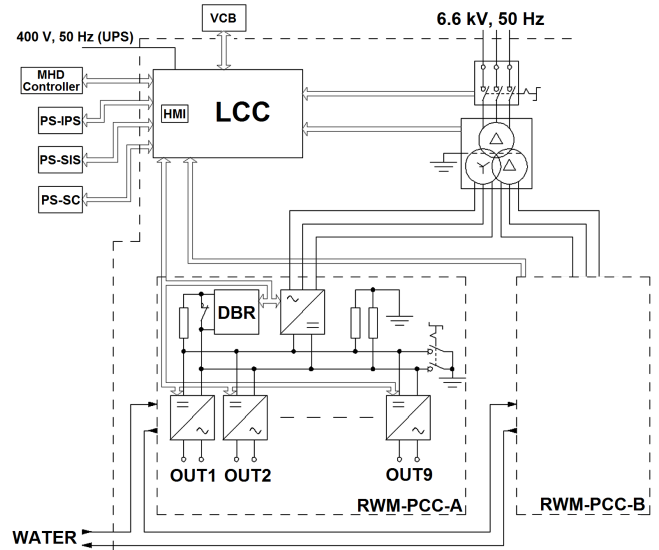 VCB
6.6 kV, 50 Hz
400 V, 50 Hz (UPS)
MHD
Controller
PS-IPS
PS-SIS
PS-SC
HMI
LCC
DBR
OUT1
OUT2
OUT9
RWM-PCC-A
RWM-PCC-B
WATER